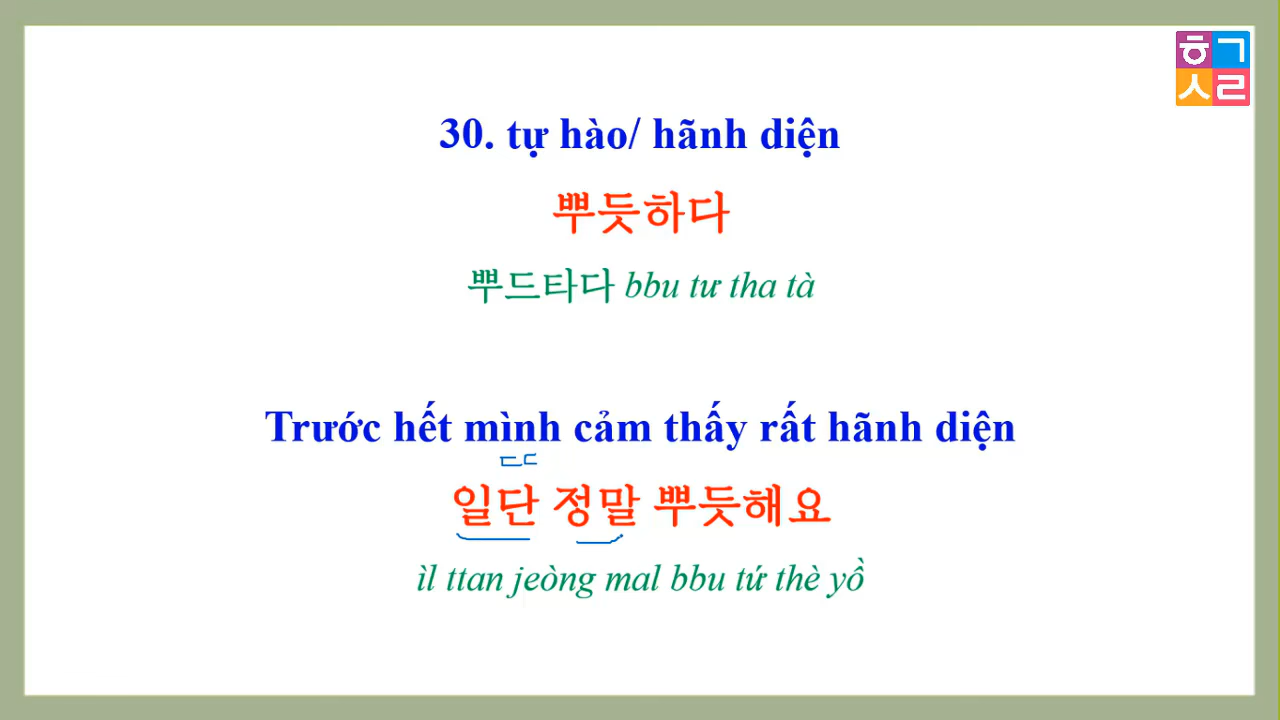 ㅎㄱ
ㅅㄹ
30. tự hào/ hãnh diện
뿌듯하다
뿌드타다 bbu tư tha tà
Trước hết mình cảm thấy rất hãnh diện
ㄸ
일단 정말 뿌듯해요
ìl ttan jeòng mal bbu tứ thè yồ